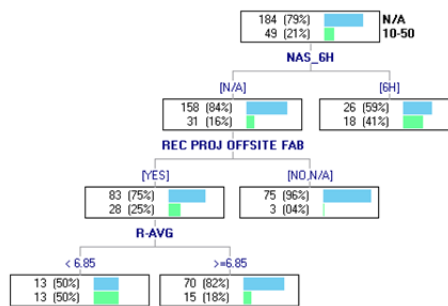 184 (79%) N/A
49 (21%) 10-50
NAS_6H
[N/A] [6H]
158 (84%) 26 (59%)
31 (16%) 18 (41%)
REC PROJ OFFSITE FAB
[YES] [NO,N/A]
83 (75%) 75 (96%)
28 (25%) 3 (04%)
R-AVG
< 6.85 >=6.85
13 (50%) 70 (82%)
13 (50%) 15 (18%)